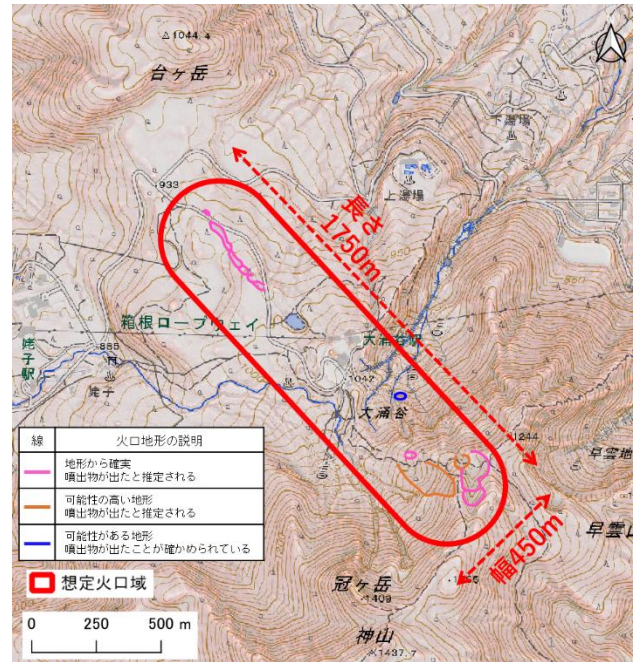 1044.4
台ヶ岳
下湯場
933
長さ
1750m
上湯場
950
850
箱根ロープウェイ
大涌谷駅
姥子駅
885
姥子
1042
大涌谷
1244
早雲地
早雲山
線 火口地形の説明
地形から確実
噴出物が出たと推定される
可能性の高い地形
噴出物が出たと推定される
可能性がある地形
噴出物が出たことが確かめられている
想定火口域
幅450m
冠ヶ岳
1409
神山
1437.7
0 250 500 m